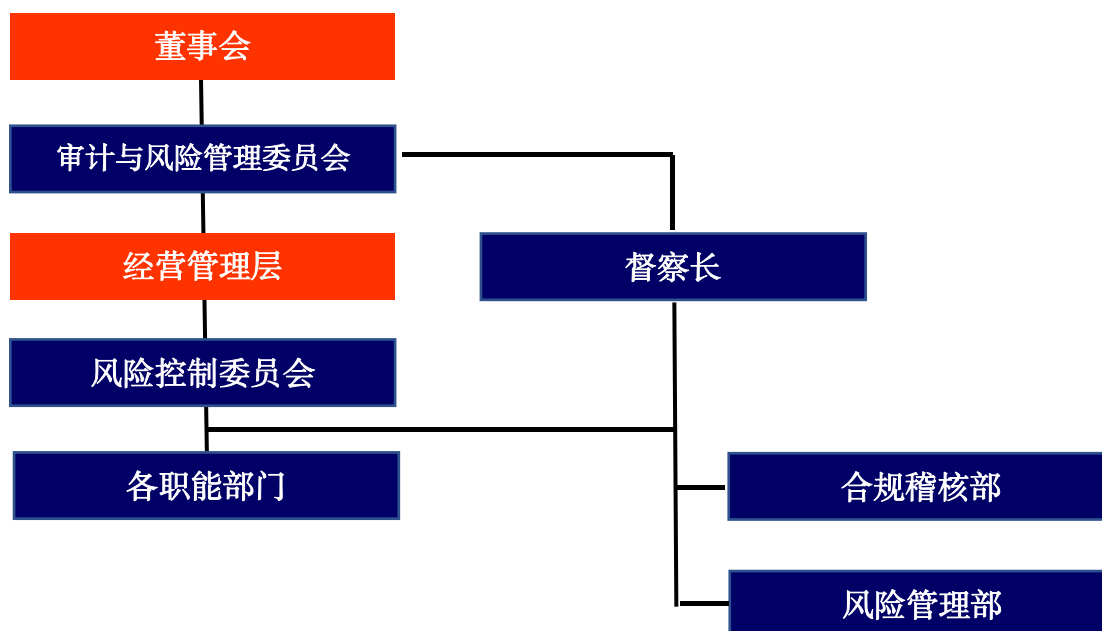 董事会
审计与风险管理委员会
经营管理层
督察长
风险控制委员会
各职能部门
合规稽核部
风险管理部